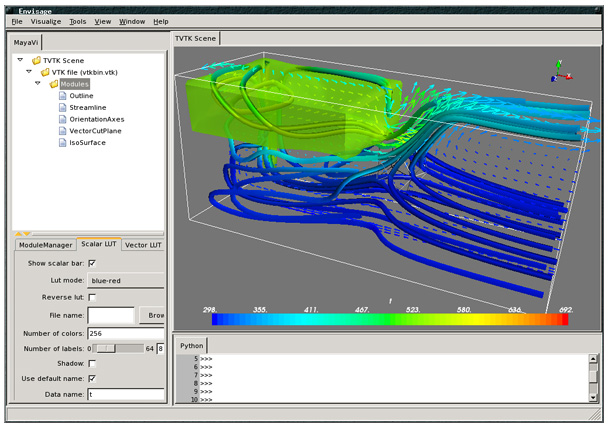 Envisage
File Visualize Tools View Window Help
MayaVi
TVTK Scene
VTK file (vtkbin.vtk)
Modules
Outline
Streamline
OrientationAxes
VectorCutPlane
IsoSurface
ModuleManager Scalar LUT Vector LUT
Show scalar bar:
Lut mode: blue-red
Reverse lut:
File name: Brow
Number of colors: 256
Number of labels: 0 64 8
Shadow:
Use default name:
Data name: t
TVTK Scene
t
298. 355. 411. 467. 523. 580. 636. 692.
Python
5 >>>
6 >>>
7 >>>
8 >>>
9 >>>
10 >>>